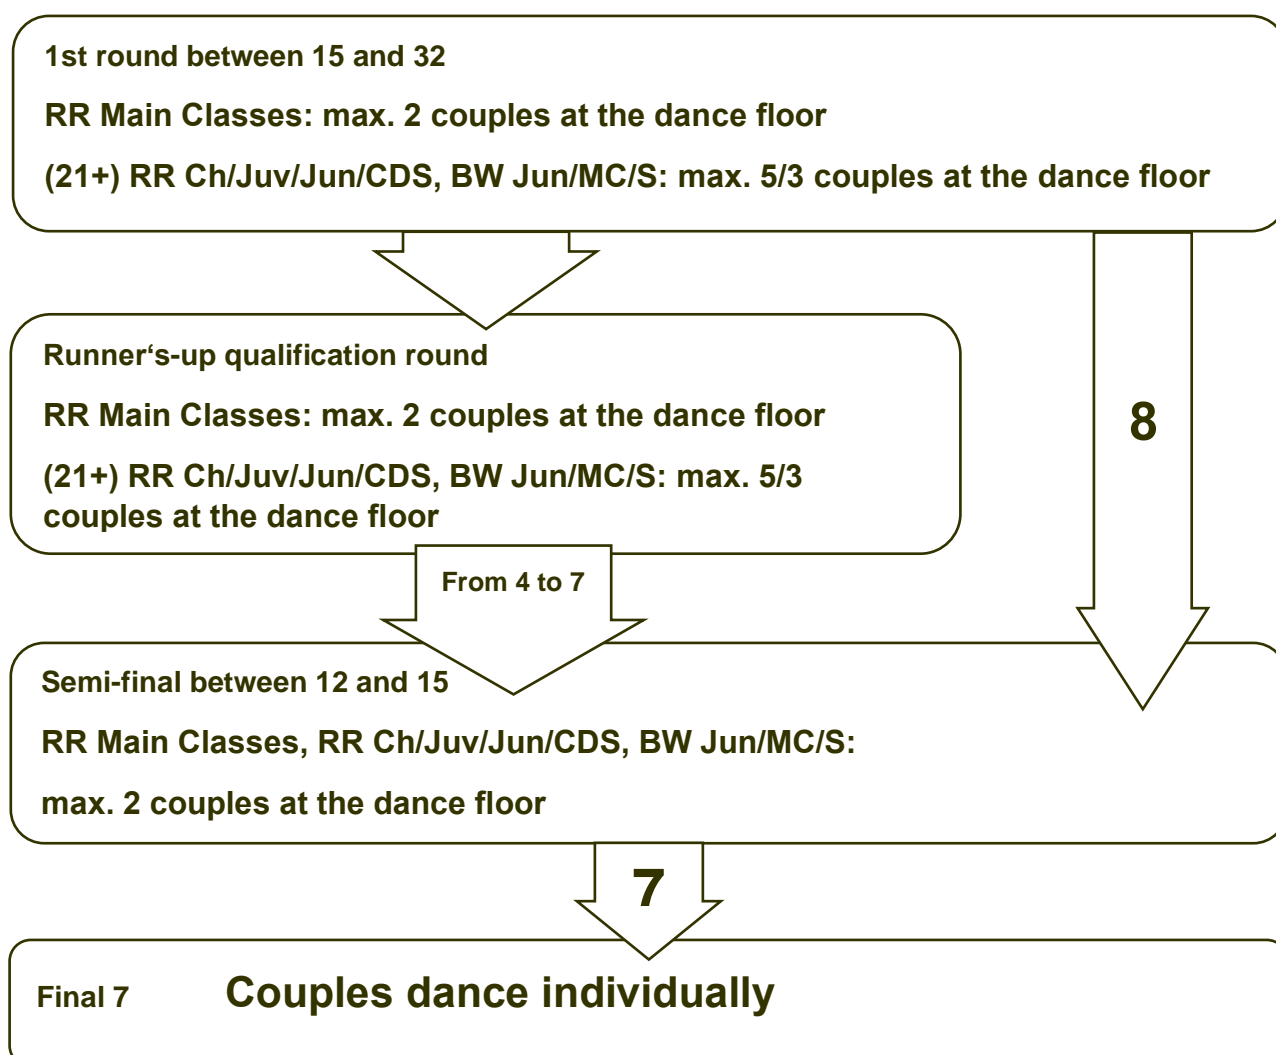 1st round between 15 and 32
RR Main Classes: max. 2 couples at the dance floor
(21+) RR Ch/Juv/Jun/CDS, BW Jun/MC/S: max. 5/3 couples at the dance floor
Runner‘s-up qualification round
RR Main Classes: max. 2 couples at the dance floor
(21+) RR Ch/Juv/Jun/CDS, BW Jun/MC/S: max. 5/3
couples at the dance floor
8
From 4 to 7
Semi-final between 12 and 15
RR Main Classes, RR Ch/Juv/Jun/CDS, BW Jun/MC/S:
max. 2 couples at the dance floor
7
Final 7 Couples dance individually